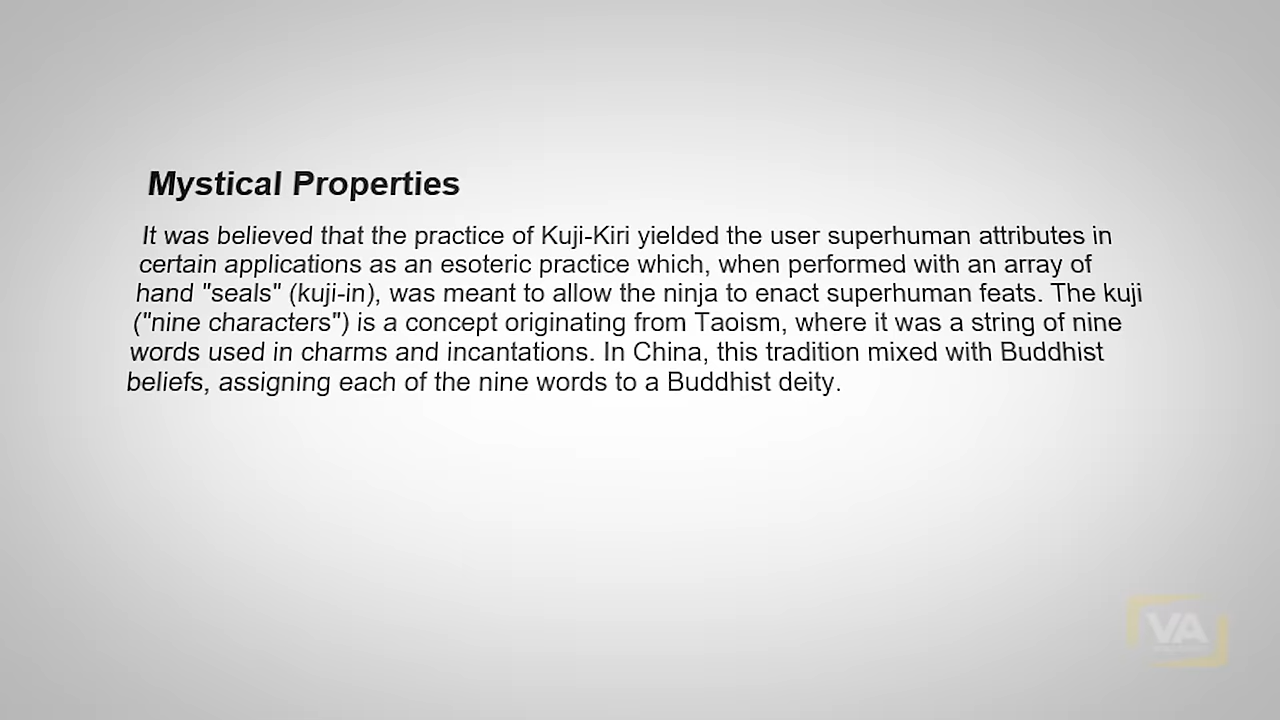 Mystical Properties
It was believed that the practice of Kuji-Kiri yielded the user superhuman attributes in
certain applications as an esoteric practice which, when performed with an array of
hand "seals" (kuji-in), was meant to allow the ninja to enact superhuman feats. The kuji
("nine characters") is a concept originating from Taoism, where it was a string of nine
words used in charms and incantations. In China, this tradition mixed with Buddhist
beliefs, assigning each of the nine words to a Buddhist deity.
VA